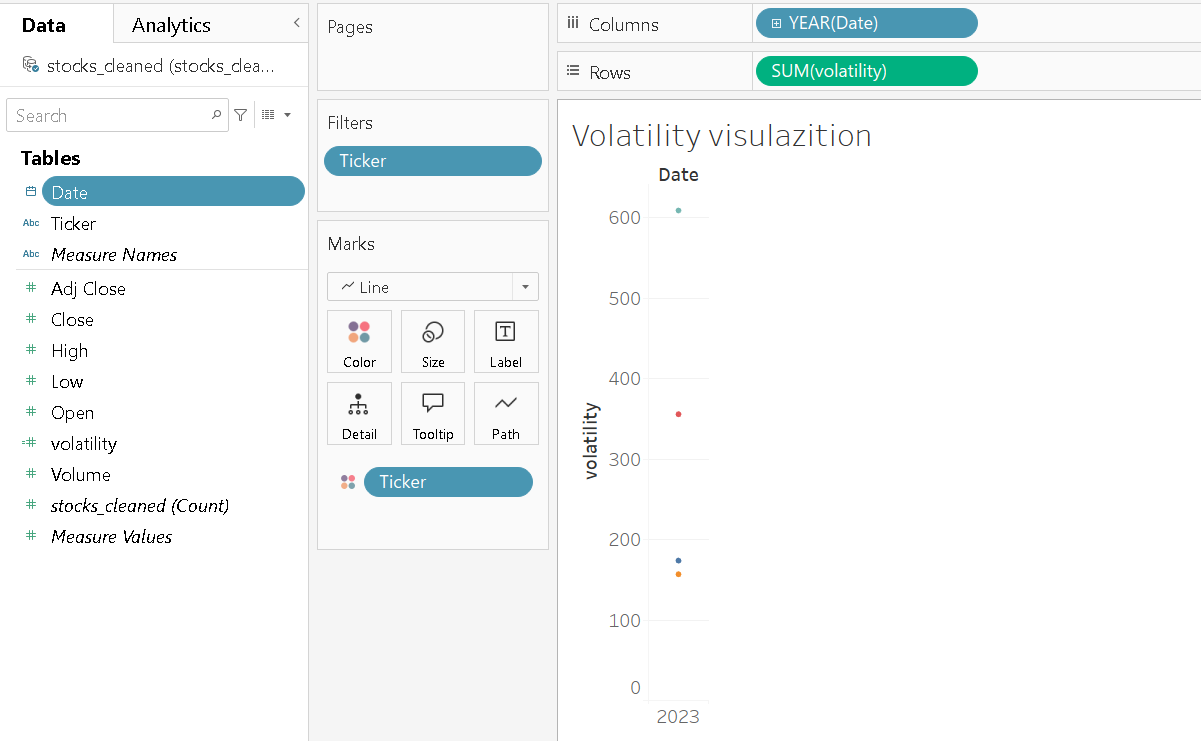 Data
Analytics
stocks_cleaned (stocks_clea...
Search
Tables
Date
Abc Ticker
Abc Measure Names
# Adj Close
# Close
# High
# Low
# Open
=# volatility
# Volume
# stocks_cleaned (Count)
# Measure Values
Pages
Filters
Ticker
Marks
Line
Color Size Label
Detail Tooltip Path
Ticker
Columns YEAR(Date)
Rows SUM(volatility)
Volatility visulazition
Date
600
500
400
300
200
100
0
volatility
2023